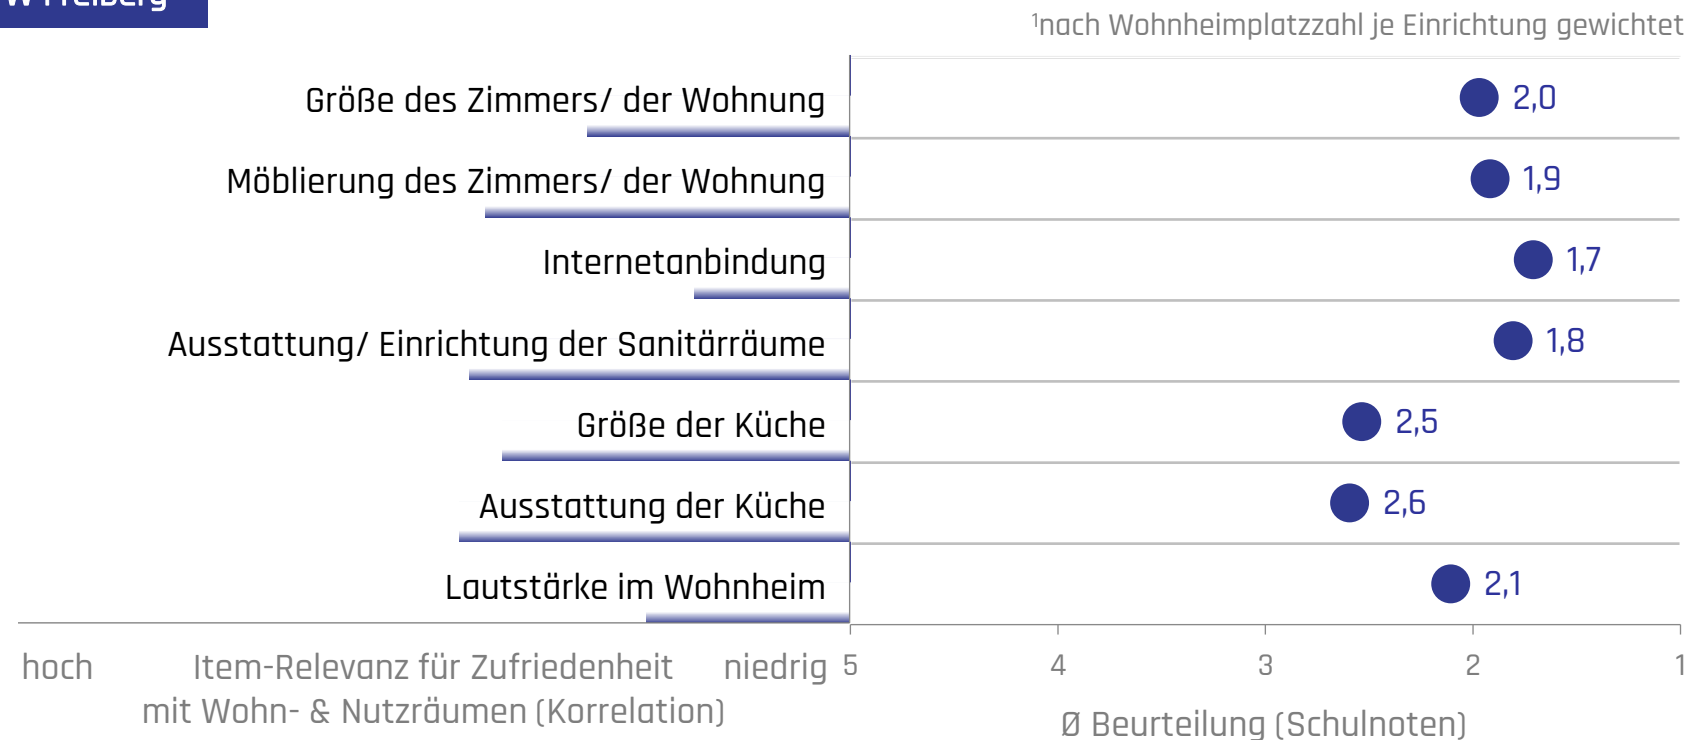 Freiberg
¹nach Wohnheimplatzzahl je Einrichtung gewichtet
Größe des Zimmers/ der Wohnung 2,0
Möblierung des Zimmers/ der Wohnung 1,9
Internetanbindung 1,7
Ausstattung/ Einrichtung der Sanitärräume 1,8
Größe der Küche 2,5
Ausstattung der Küche 2,6
Lautstärke im Wohnheim 2,1
hoch Item-Relevanz für Zufriedenheit niedrig 5 4 3 2 1
mit Wohn- & Nutzräumen (Korrelation)
Ø Beurteilung (Schulnoten)